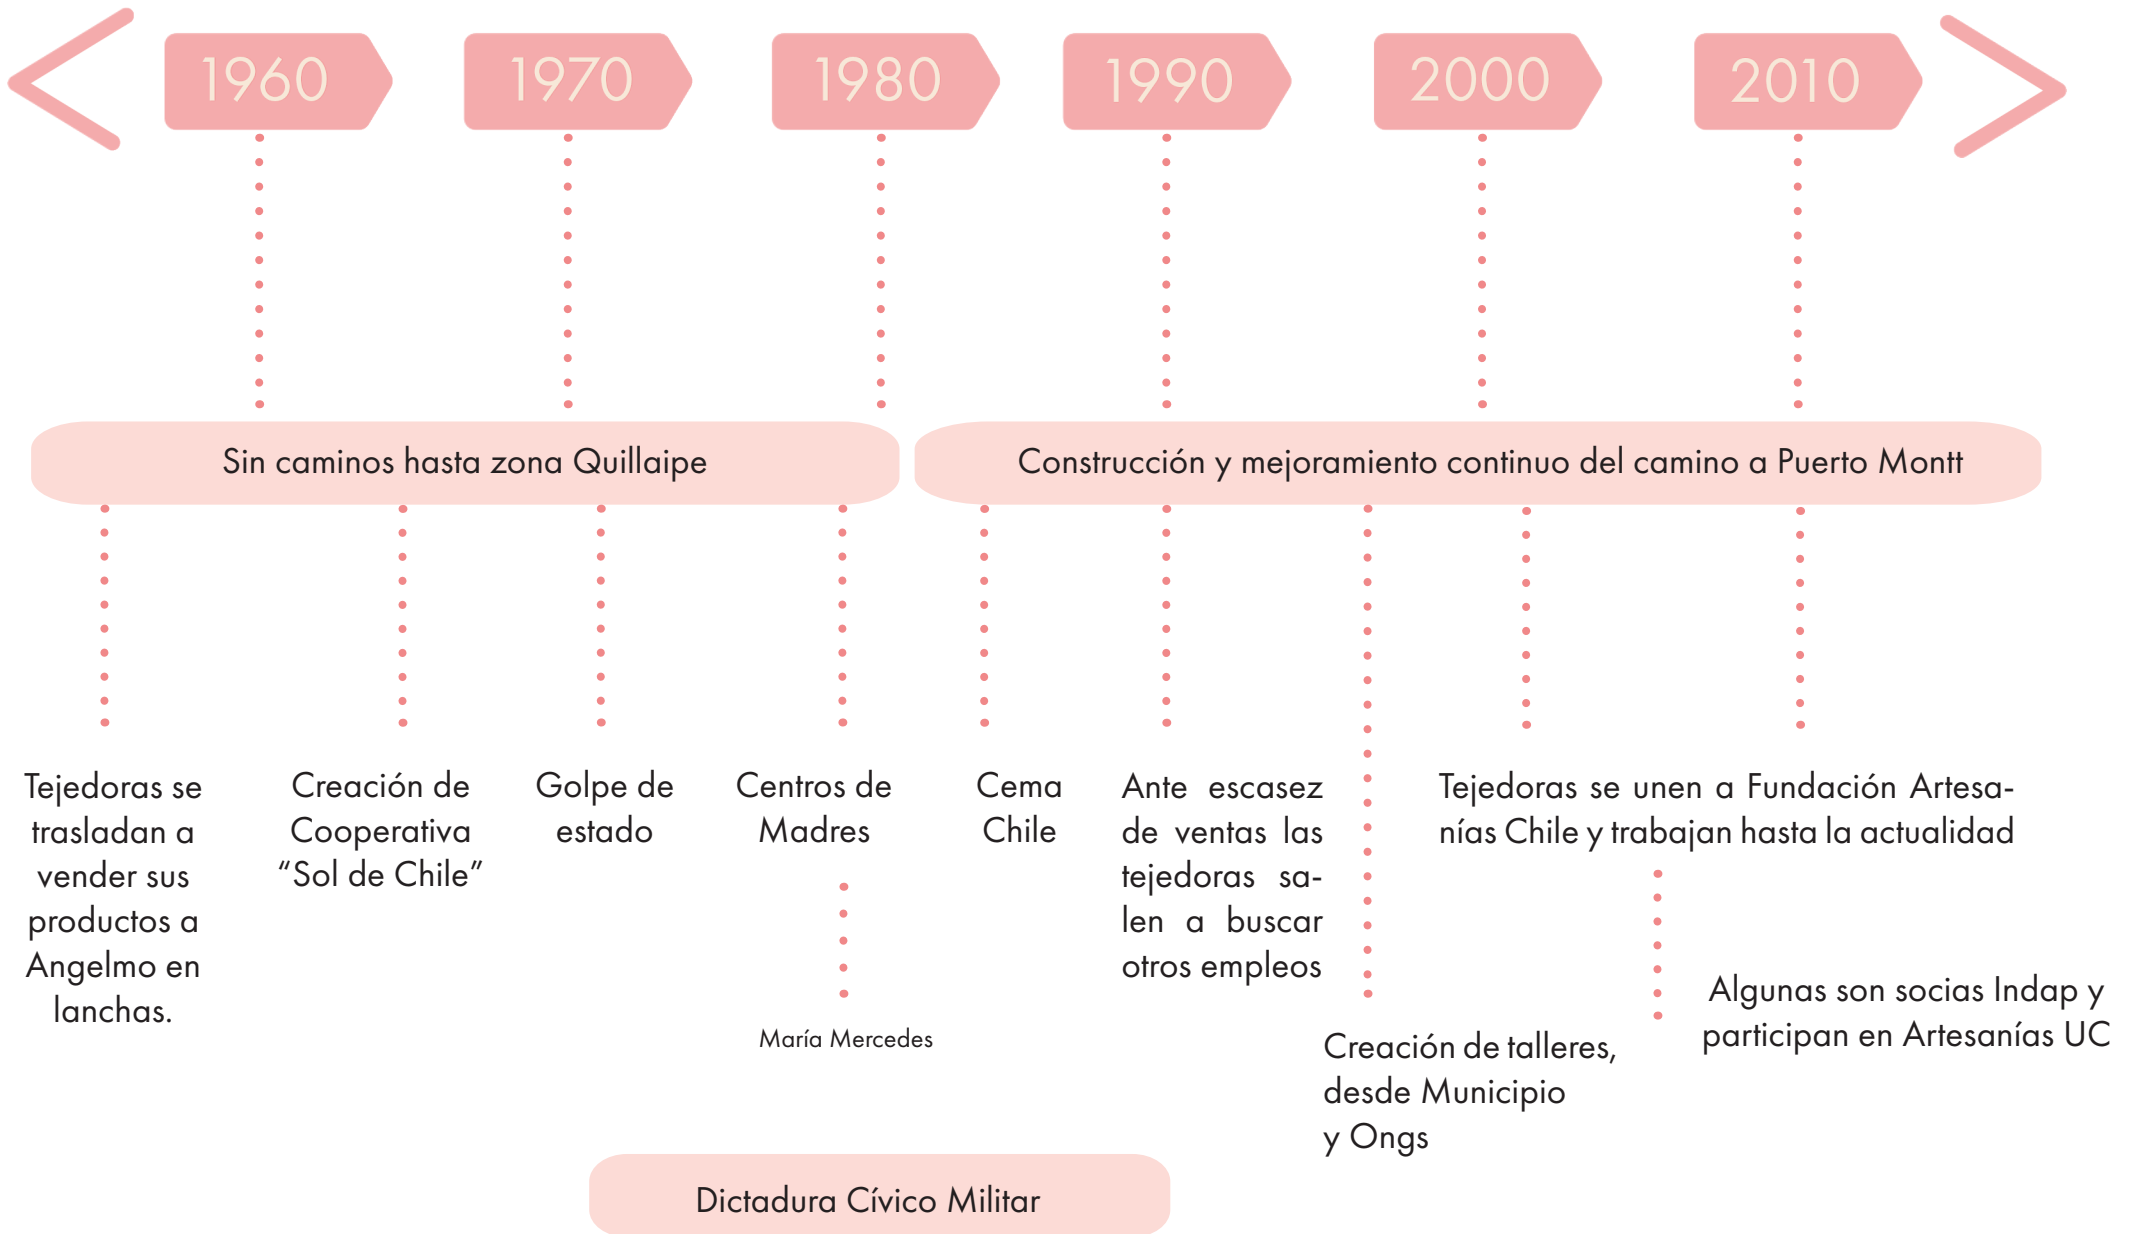 1960
1970
1980
1990
2000
2010
Sin caminos hasta zona Quillaipe
Construcción y mejoramiento continuo del camino a Puerto Montt
Tejedoras se
trasladan a
vender sus
productos a
Angelmo en
lanchas.
Creación de
Cooperativa
“Sol de Chile”
Golpe de
estado
Centros de
Madres
María Mercedes
Cema
Chile
Ante escasez
de ventas las
tejedoras sa-
len a buscar
otros empleos
Creación de talleres,
desde Municipio
y Ongs
Tejedoras se unen a Fundación Artesa-
nías Chile y trabajan hasta la actualidad
Algunas son socias Indap y
participan en Artesanías UC
Dictadura Cívico Militar